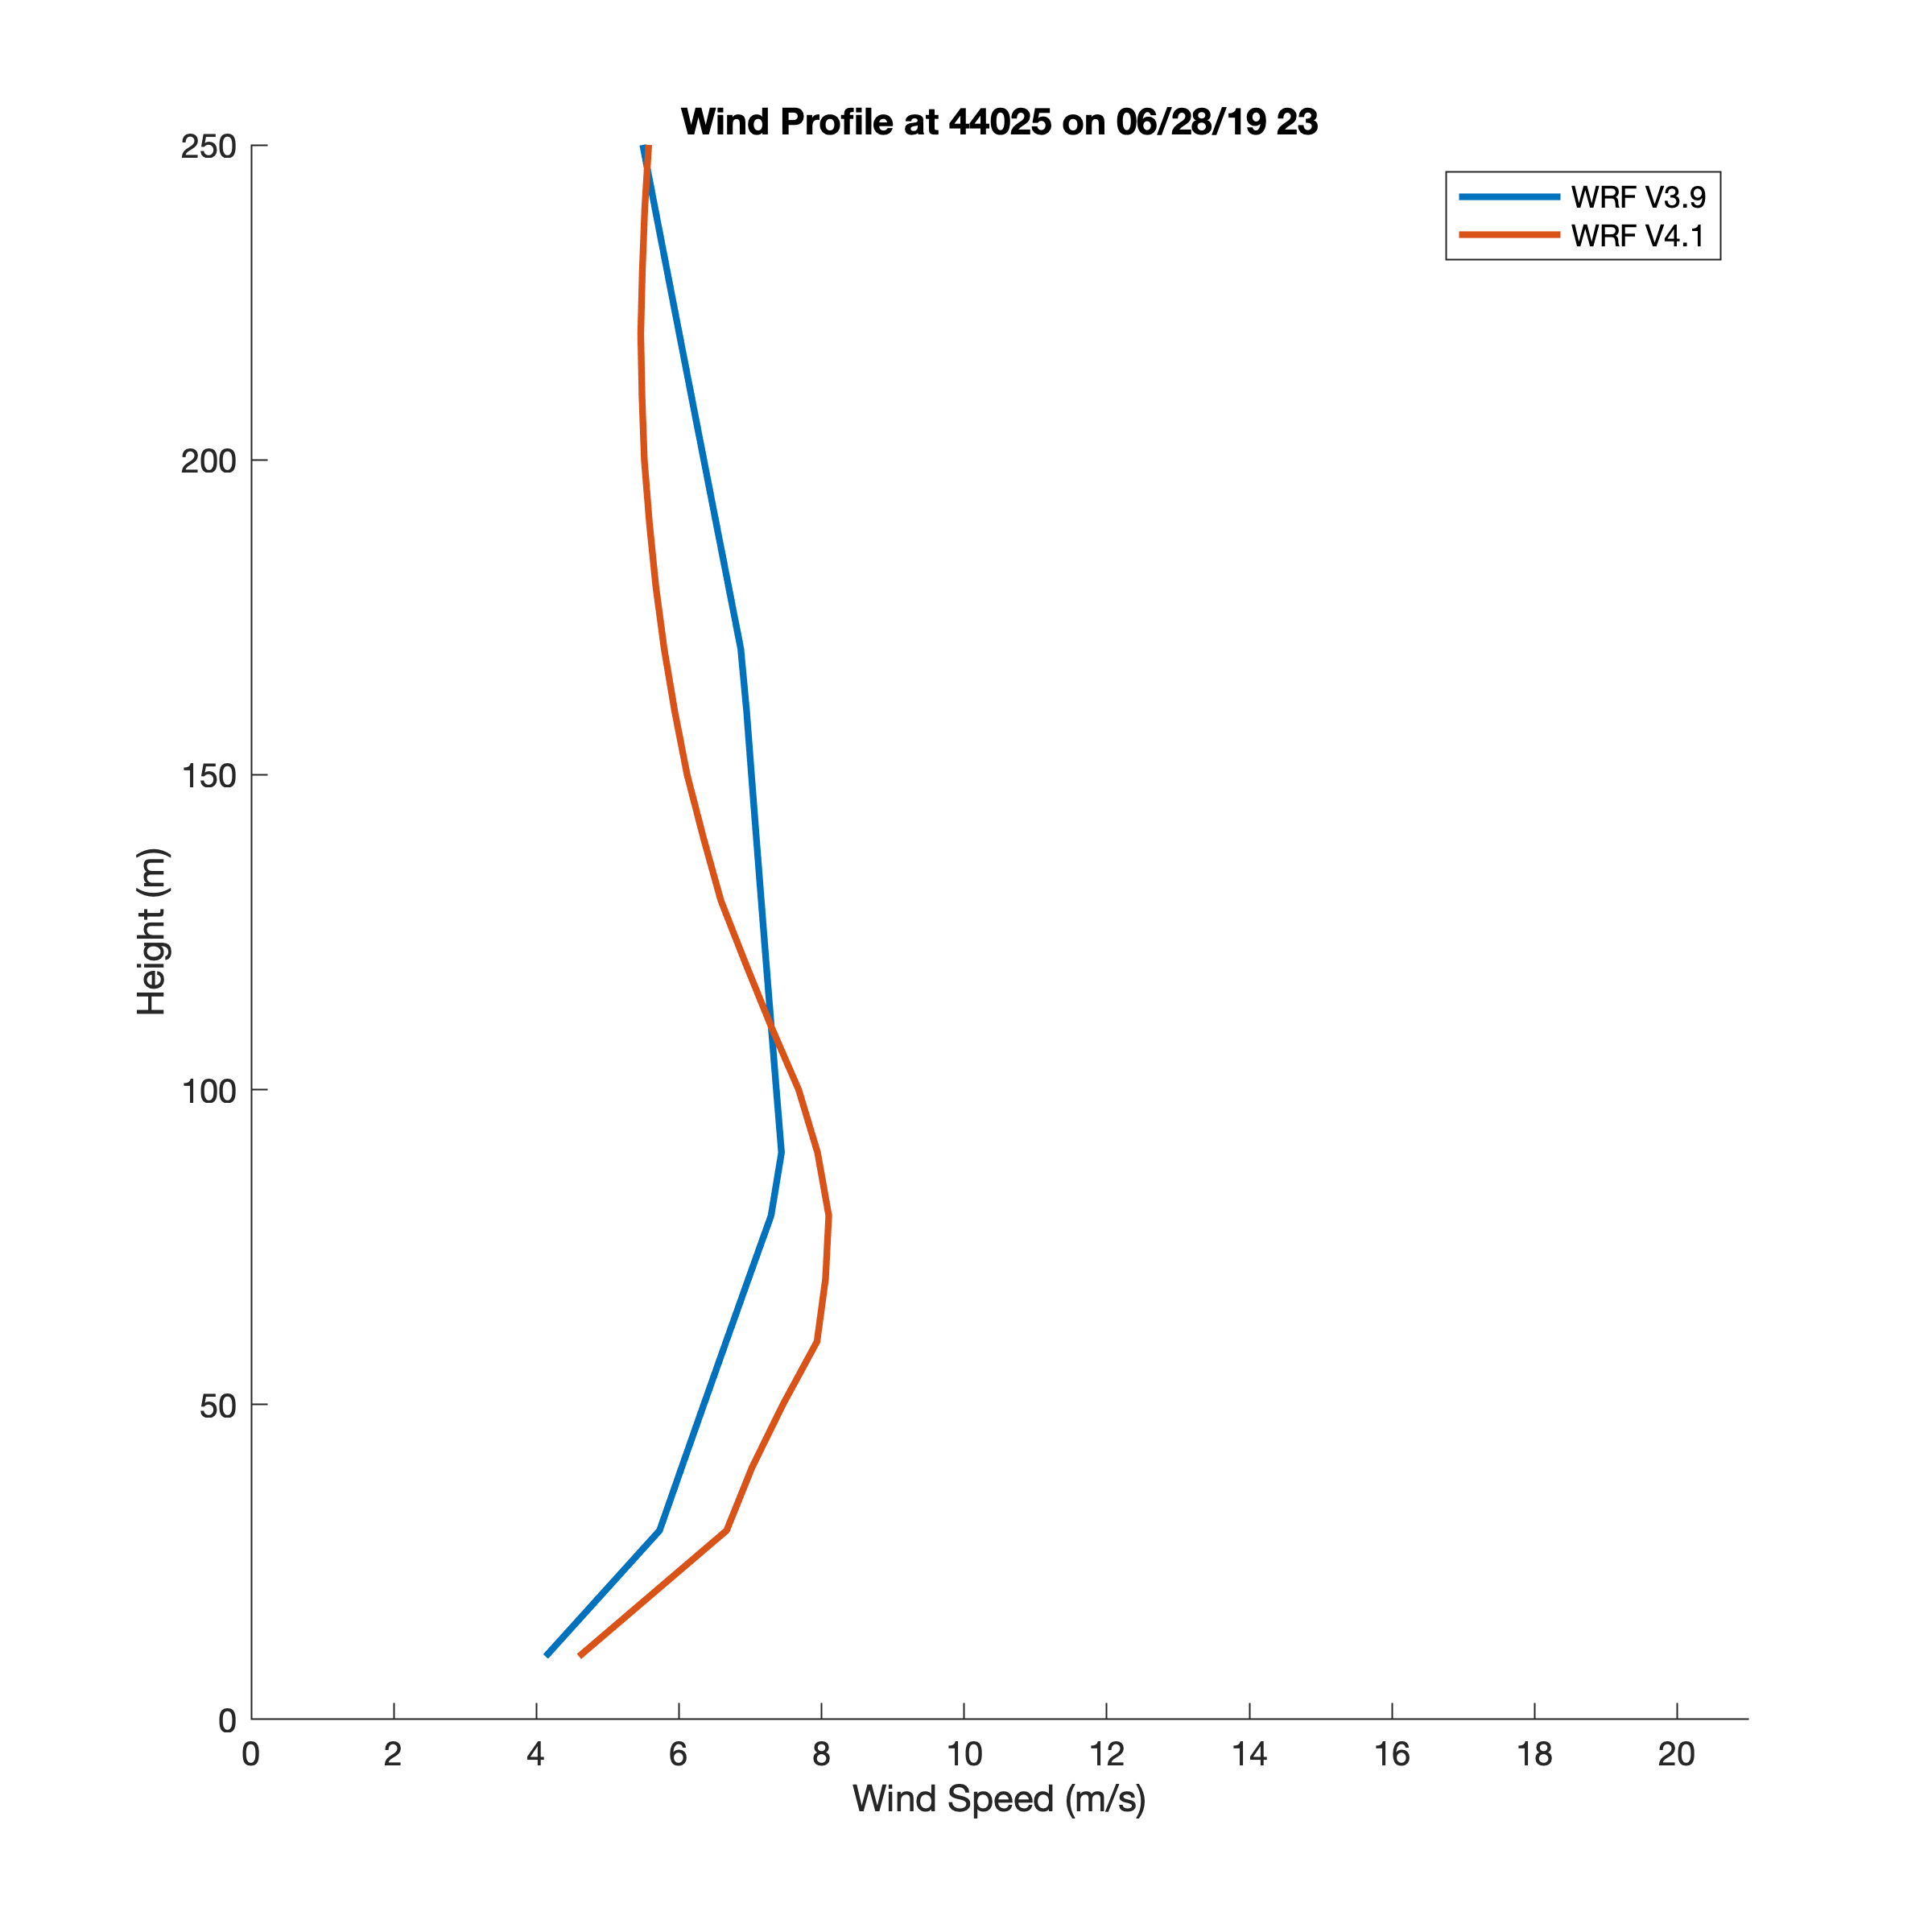 Wind Profile at 44025 on 06/28/19 23
WRF V3.9
WRF V4.1
250
200
150
100
50
0
Height (m)
0 2 4 6 8 10 12 14 16 18 20
Wind Speed (m/s)